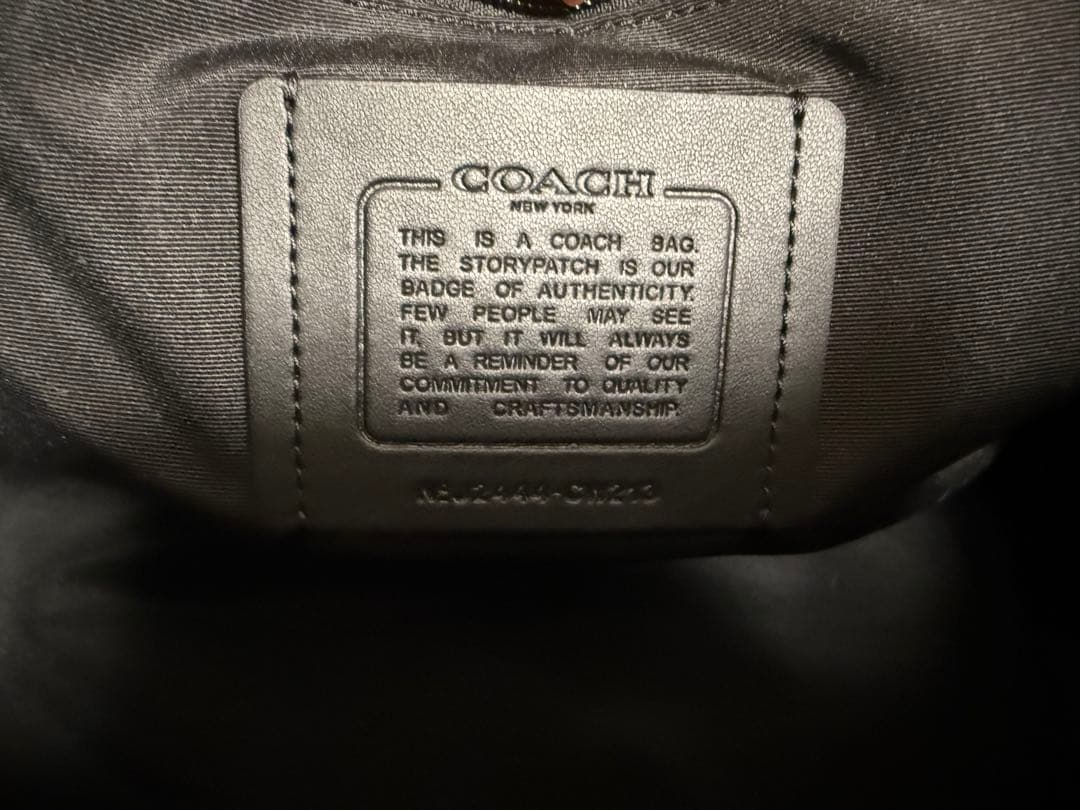 COACH
NEW YORK
THIS IS A COACH BAG.
THE STORYPATCH IS OUR
BADGE OF AUTHENTICITY.
FEW PEOPLE MAY SEE
IT, BUT IT WILL ALWAYS
BE A REMINDER OF OUR
COMMITMENT TO QUALITY
AND CRAFTSMANSHIP.